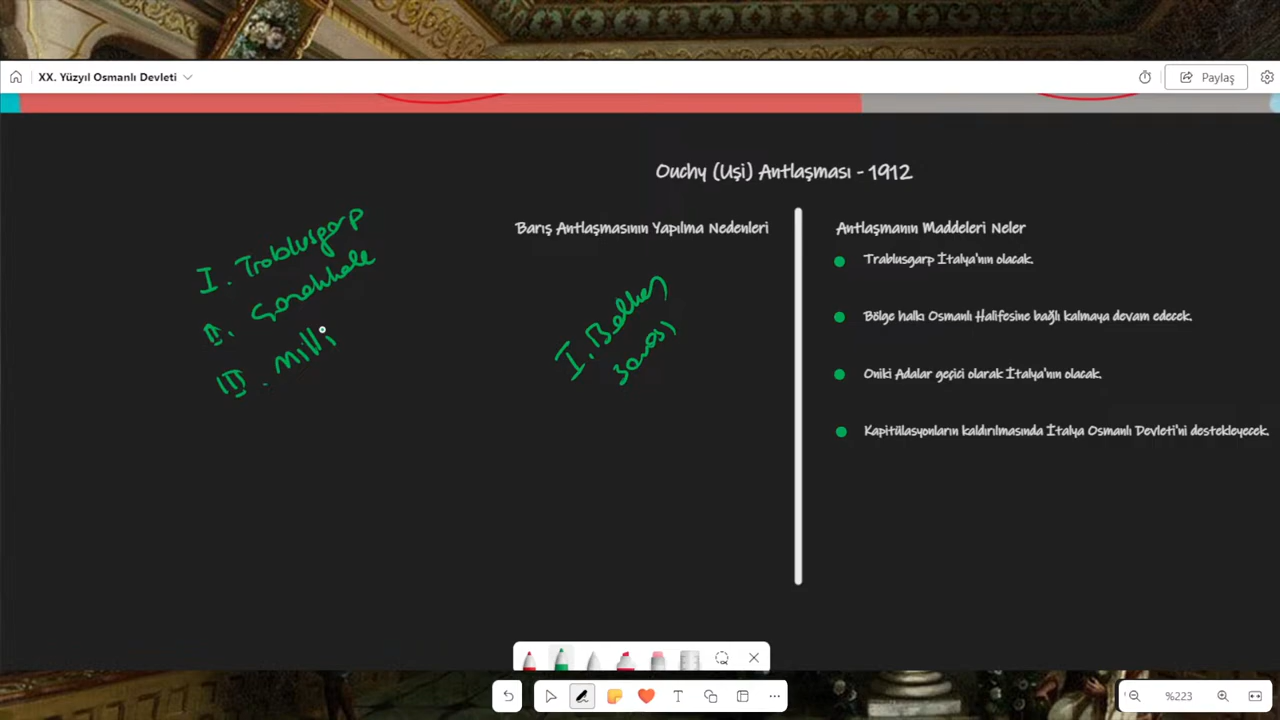 XX. Yüzyıl Osmanlı Devleti
Paylaş
Ouchy (Uşi) Antlaşması - 1912
I. Trablusgarp
II. Çanakkale
III. Milli
Barış Antlaşmasının Yapılma Nedenleri
I. Balkan
Savaşı
Antlaşmanın Maddeleri Neler
Trablusgarp İtalya'nın olacak.
Bölge halkı Osmanlı Halifesine bağlı kalmaya devam edecek.
Oniki Adalar geçici olarak İtalya'nın olacak.
Kapitülasyonların kaldırılmasında İtalya Osmanlı Devleti'ni destekleyecek.
%223